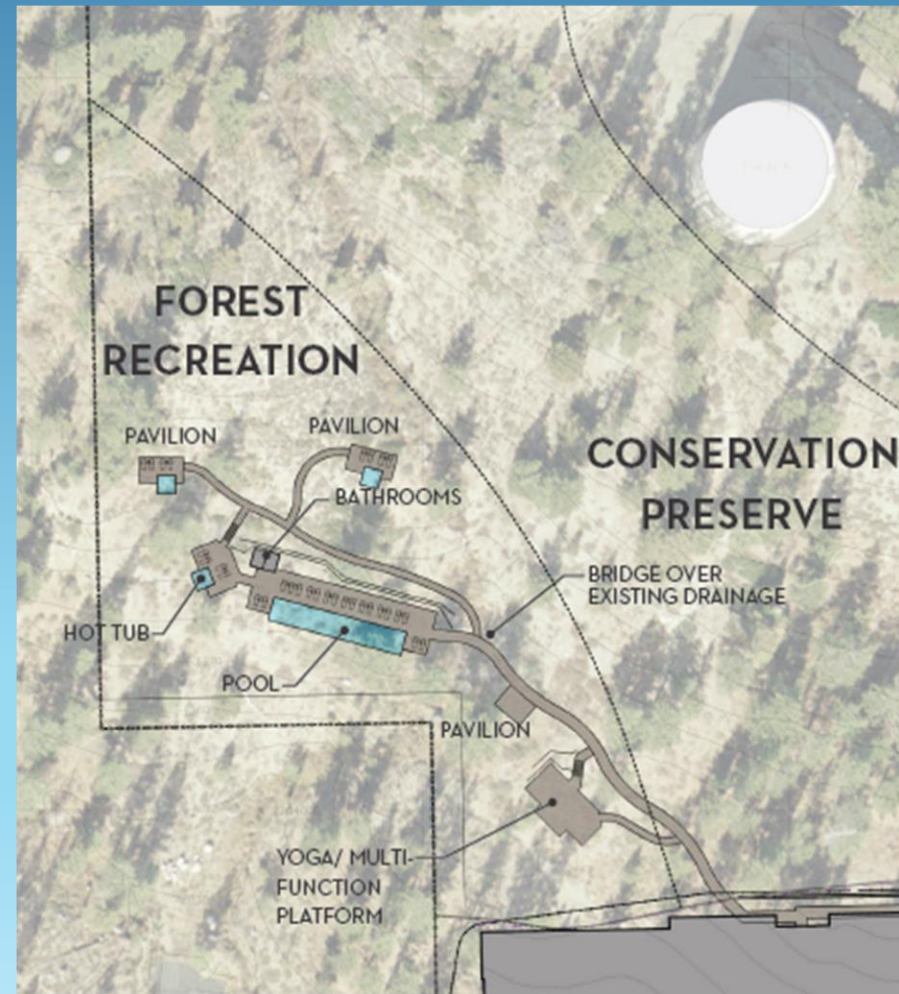 FOREST
RECREATION
PAVILION
PAVILION
BATHROOMS
CONSERVATION
PRESERVE
BRIDGE OVER
EXISTING DRAINAGE
HOT TUB
POOL
PAVILION
YOGA/ MULTI-
FUNCTION
PLATFORM